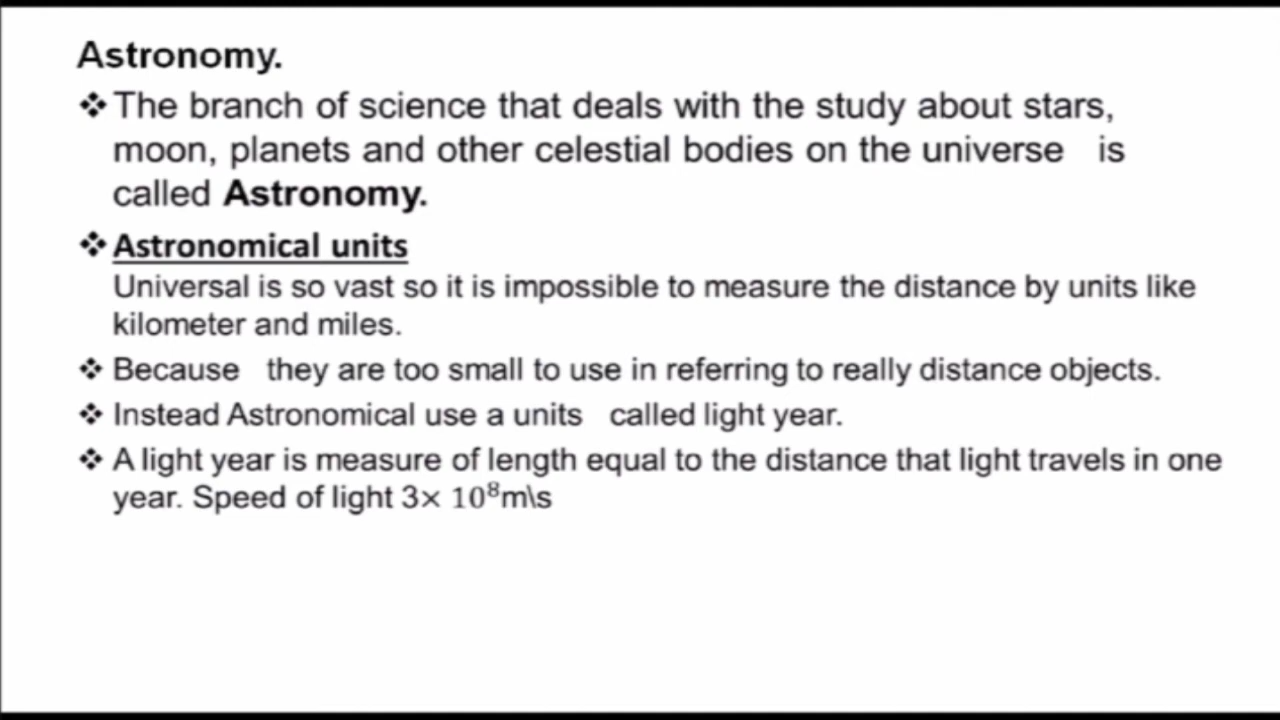 Astronomy.
❖ The branch of science that deals with the study about stars,
moon, planets and other celestial bodies on the universe is
called Astronomy.
❖ Astronomical units
Universal is so vast so it is impossible to measure the distance by units like
kilometer and miles.
❖ Because they are too small to use in referring to really distance objects.
❖ Instead Astronomical use a units called light year.
❖ A light year is measure of length equal to the distance that light travels in one
year. Speed of light 3× 10⁸m\s